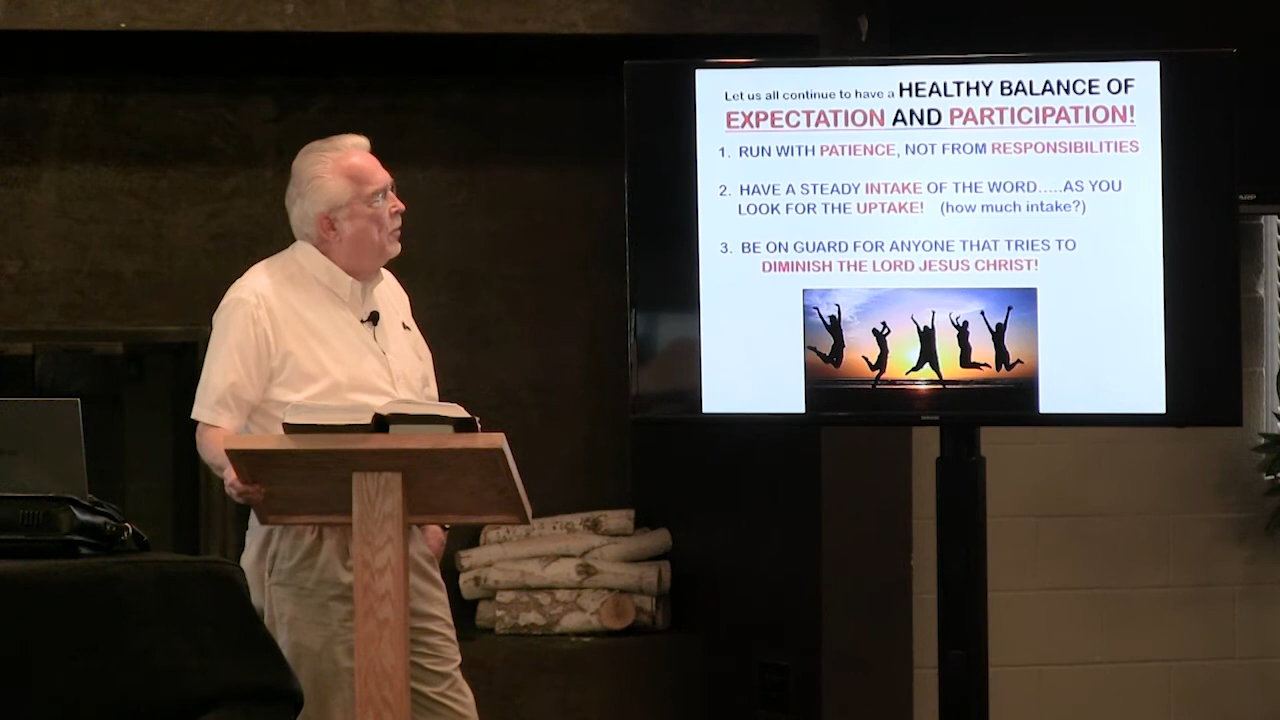 Let us all continue to have a HEALTHY BALANCE OF
EXPECTATION AND PARTICIPATION!
1. RUN WITH PATIENCE, NOT FROM RESPONSIBILITIES
2. HAVE A STEADY INTAKE OF THE WORD.....AS YOU
LOOK FOR THE UPTAKE! (how much intake?)
3. BE ON GUARD FOR ANYONE THAT TRIES TO
DIMINISH THE LORD JESUS CHRIST!